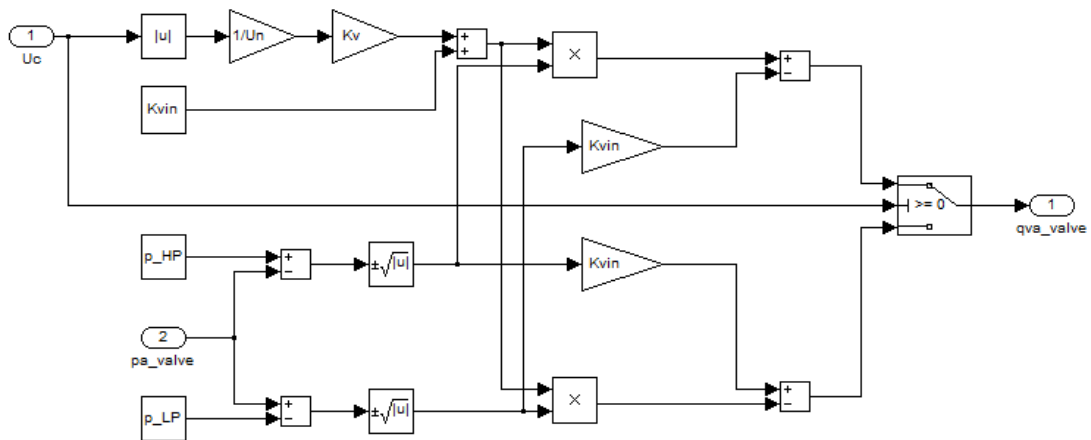 1
Uc
|u|
1/Un
Kv
+
+
×
+
−
Kvin
Kvin
>= 0
1
qva_valve
p_HP
+
−
±√|u|
Kvin
2
pa_valve
+
−
±√|u|
×
+
−
p_LP